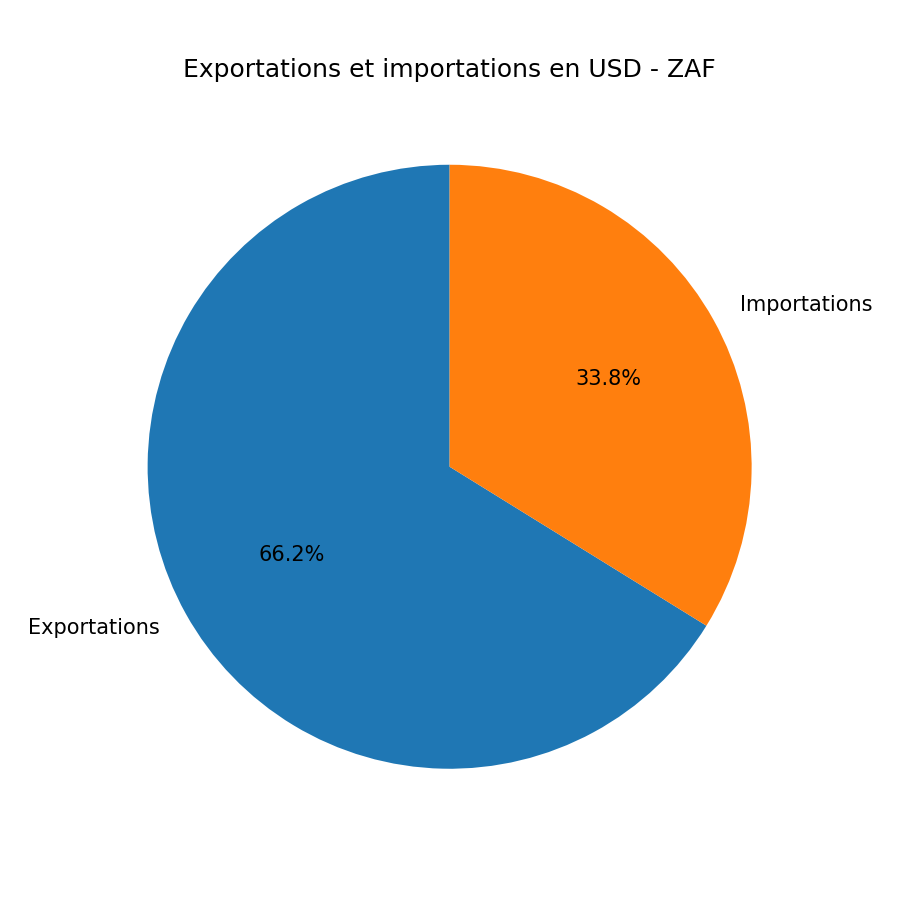 Exportations et importations en USD - ZAF
Importations
33.8%
66.2%
Exportations